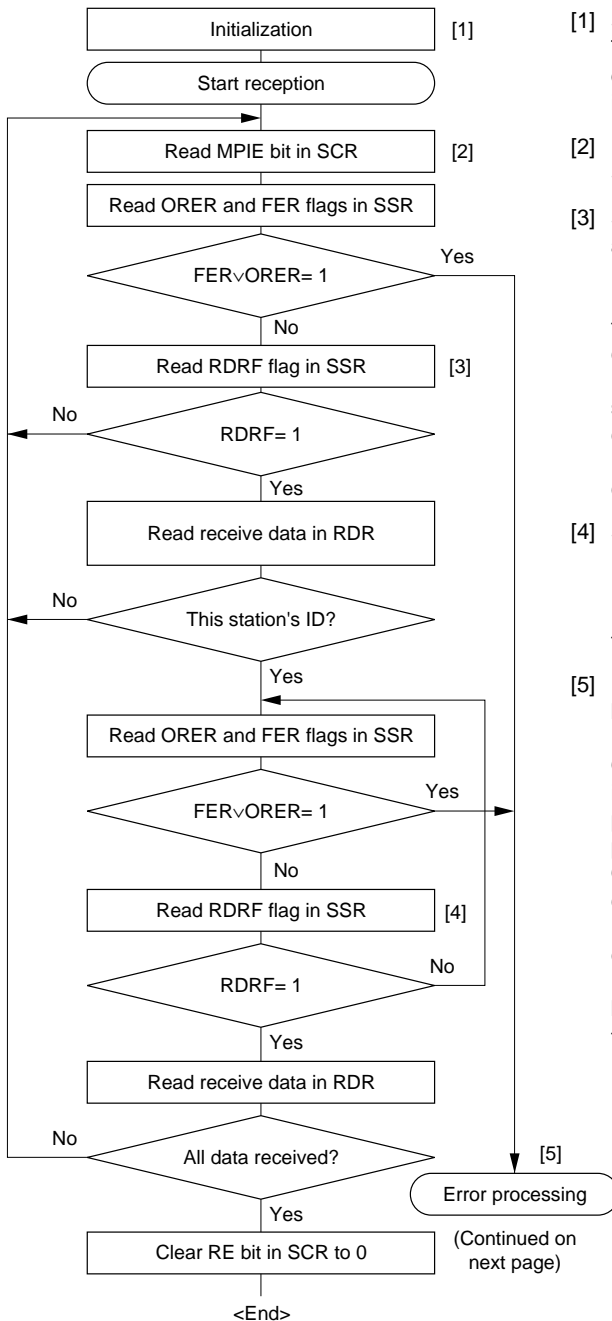 Initialization
[1]
Start reception
Read MPIE bit in SCR
[2]
Read ORER and FER flags in SSR
FER∨ORER= 1
Yes
No
Read RDRF flag in SSR
[3]
RDRF= 1
No
Yes
Read receive data in RDR
This station's ID?
No
Yes
Read ORER and FER flags in SSR
FER∨ORER= 1
Yes
No
Read RDRF flag in SSR
[4]
RDRF= 1
No
Yes
Read receive data in RDR
All data received?
No
Yes
[5]
Error processing
(Continued on
next page)
Clear RE bit in SCR to 0
<End>
[1]
[2]
[3]
[4]
[5]